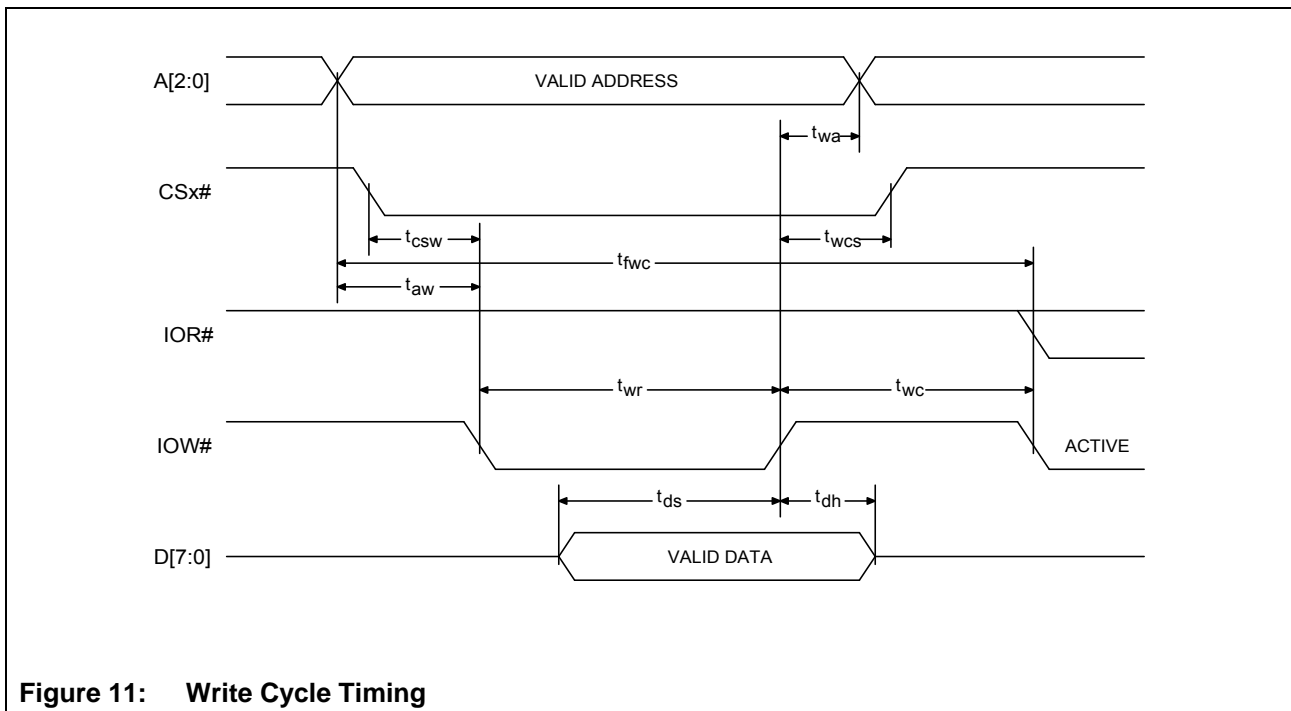 A[2:0]
VALID ADDRESS
twa
CSx#
tcsw
twcs
tfwc
taw
IOR#
twr
twc
IOW#
ACTIVE
tds
tdh
D[7:0]
VALID DATA
Figure 11: Write Cycle Timing